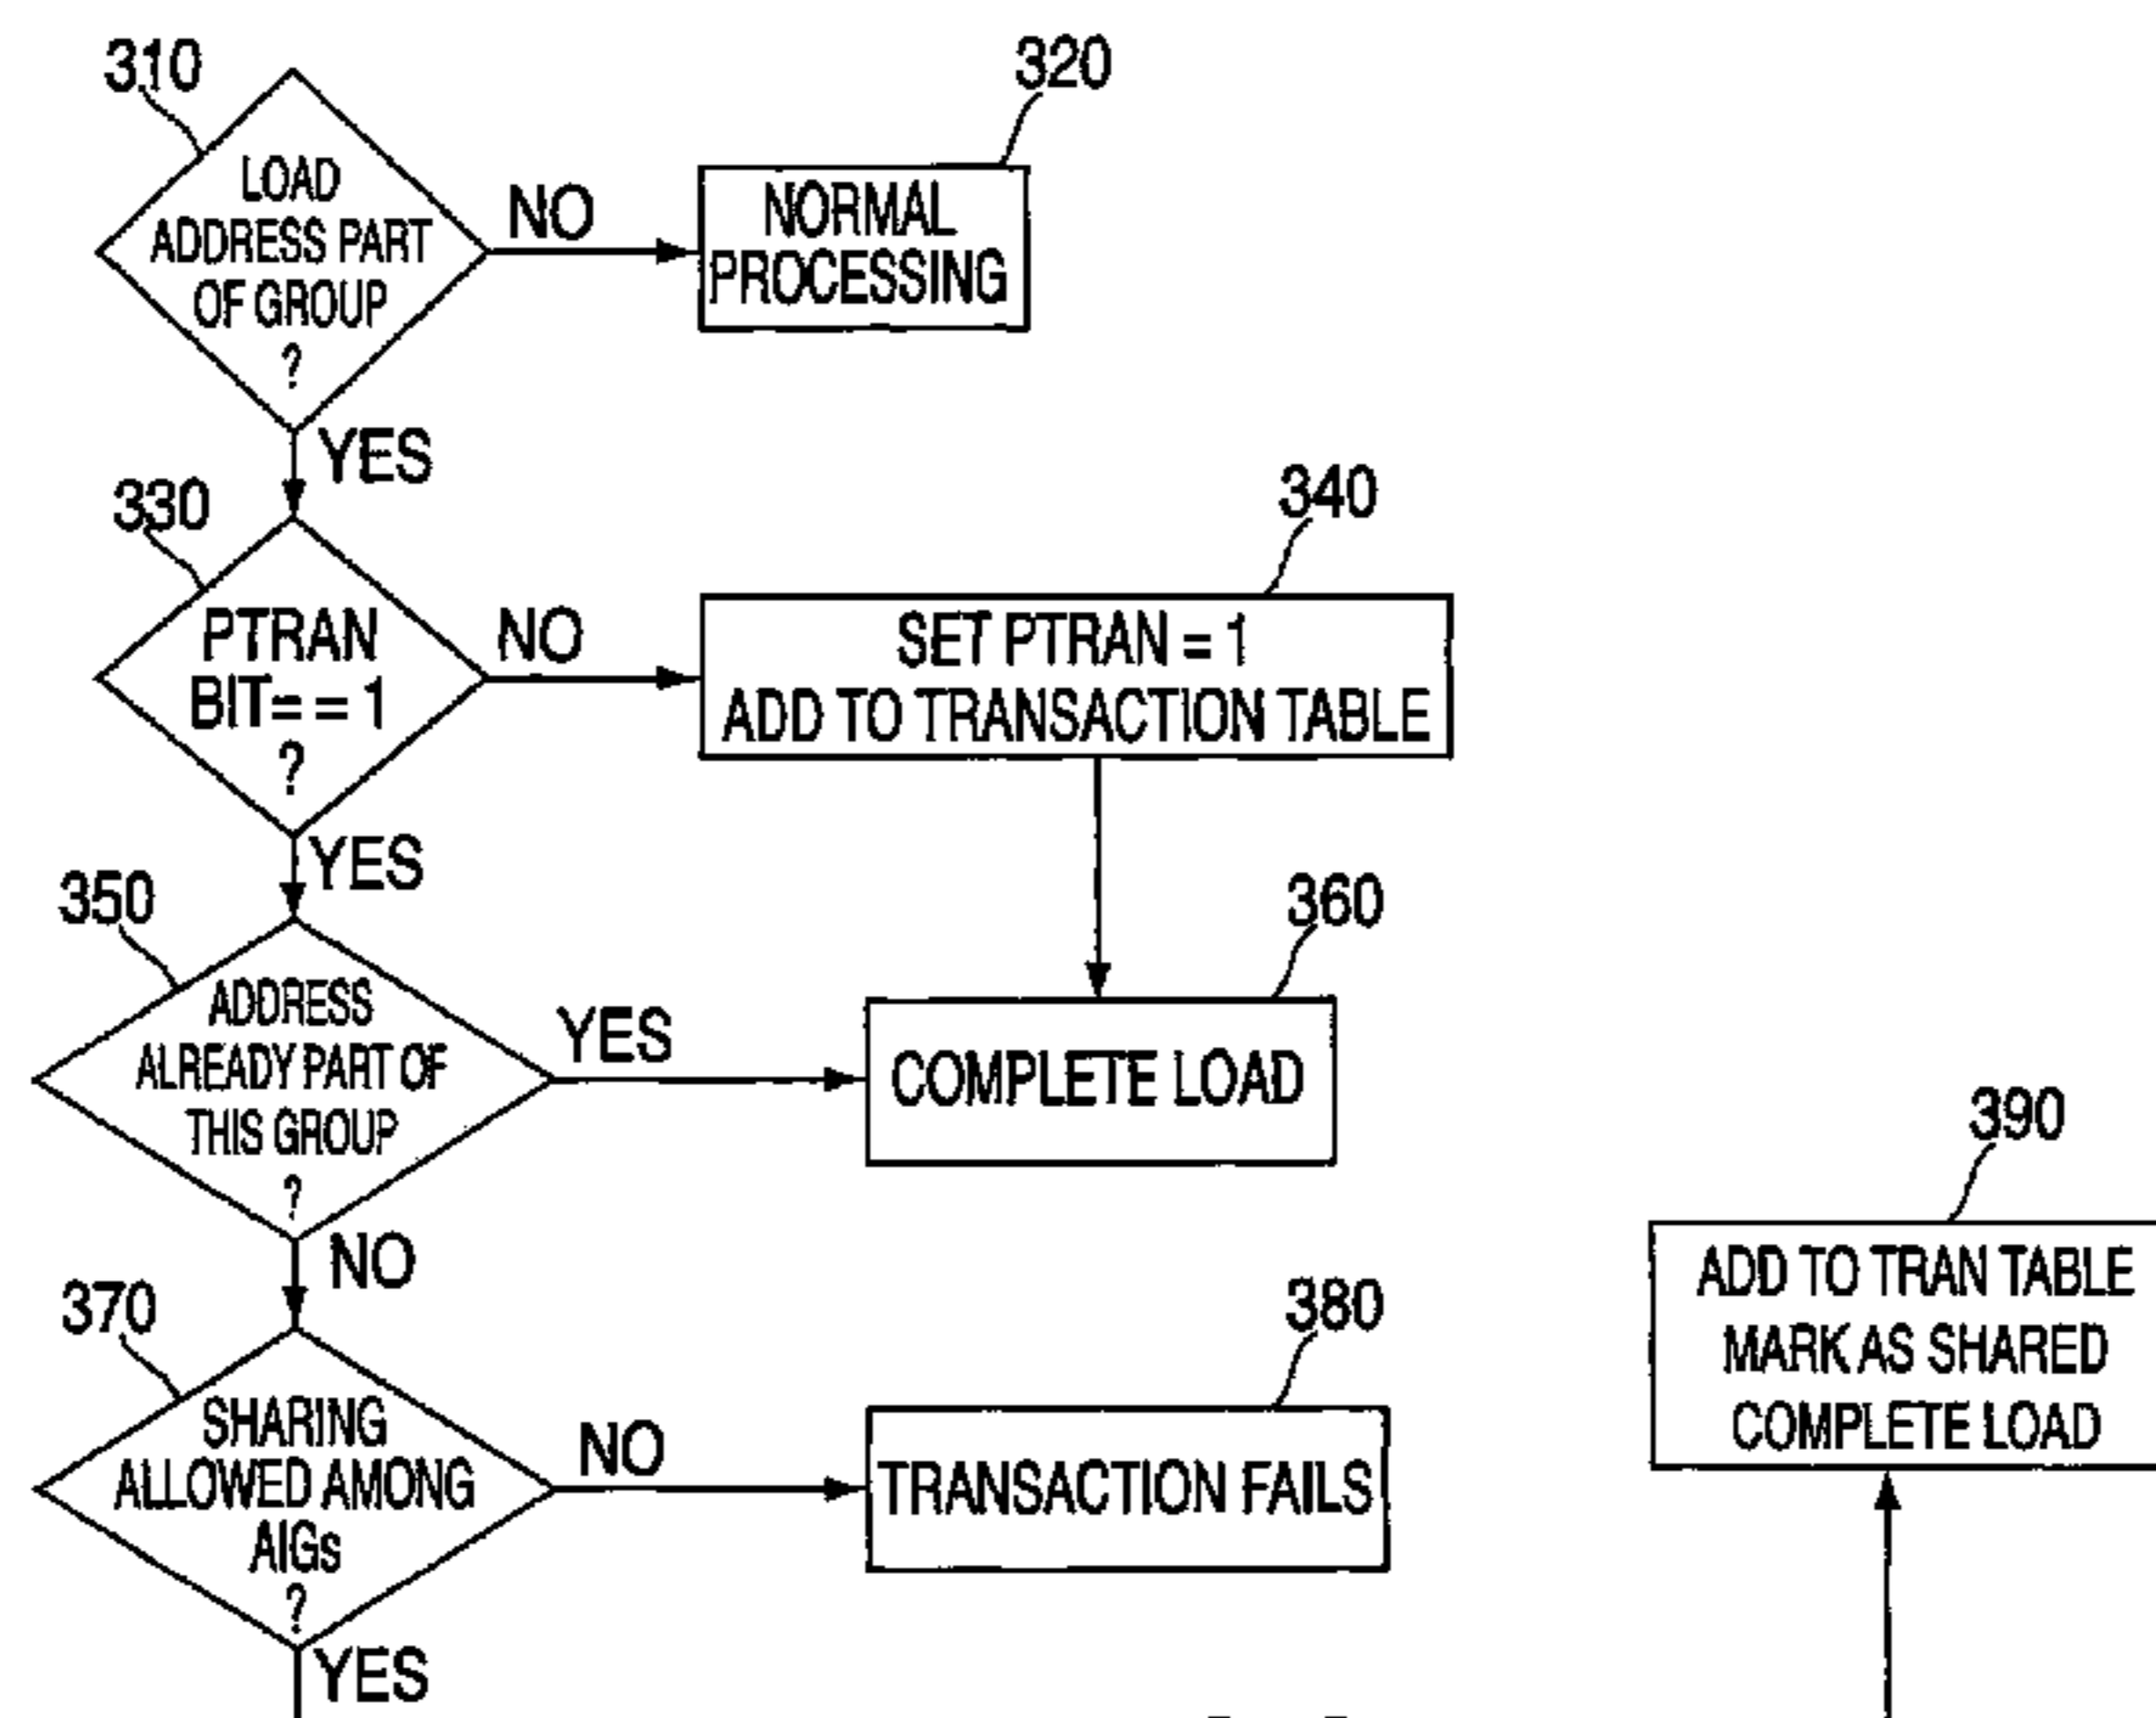 310
LOAD
ADDRESS PART
OF GROUP
?
NO
320
NORMAL
PROCESSING
YES
330
PTRAN
BIT= = 1
?
NO
340
SET PTRAN = 1
ADD TO TRANSACTION TABLE
YES
350
ADDRESS
ALREADY PART OF
THIS GROUP
?
YES
360
COMPLETE LOAD
NO
370
SHARING
ALLOWED AMONG
AIGs
?
NO
380
TRANSACTION FAILS
390
ADD TO TRAN TABLE
MARK AS SHARED
COMPLETE LOAD
YES